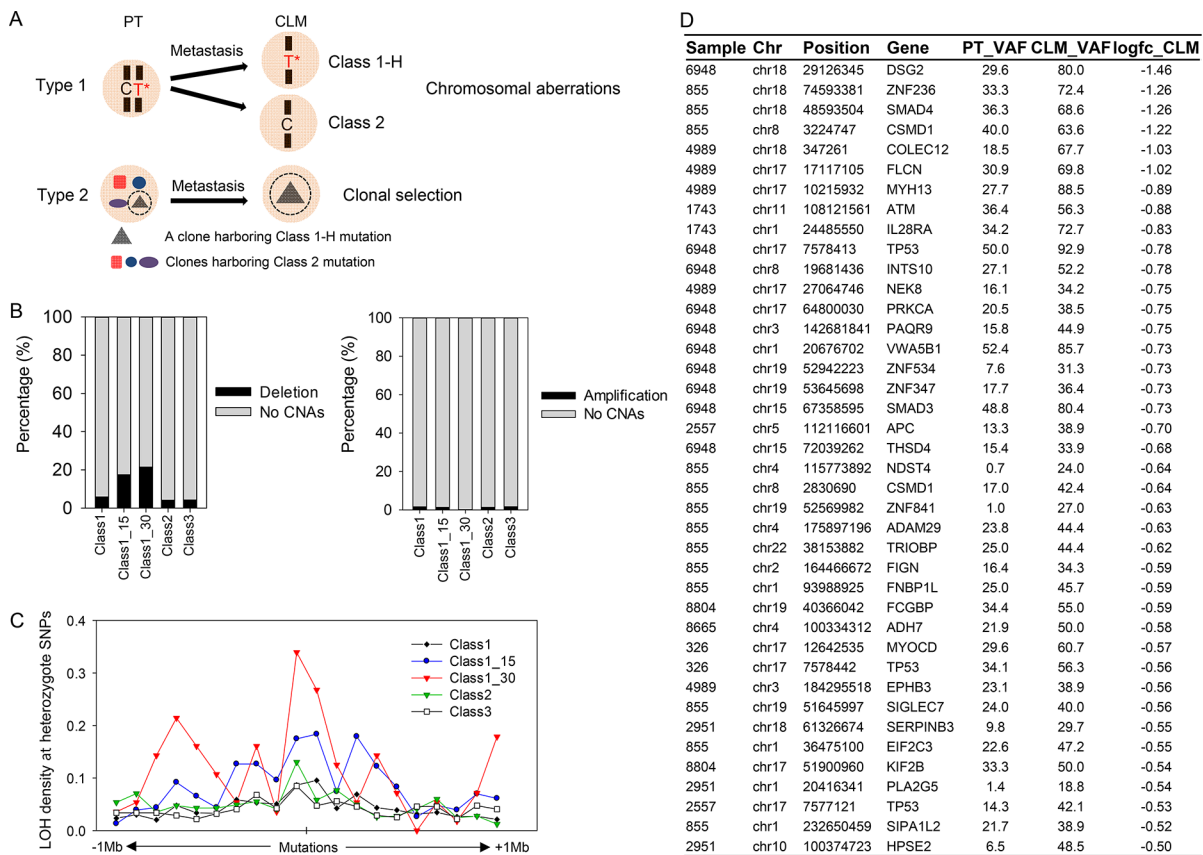 A
PT
CLM
Metastasis
Type 1
C T*
T*
Class 1-H
C
Class 2
Chromosomal aberrations
Type 2
Metastasis
Clonal selection
A clone harboring Class 1-H mutation
Clones harboring Class 2 mutation
B
Percentage (%)
100
80
60
40
20
0
Class1
Class1_15
Class1_30
Class2
Class3
Deletion
No CNAs
Percentage (%)
100
80
60
40
20
0
Class1
Class1_15
Class1_30
Class2
Class3
Amplification
No CNAs
C
LOH density at heterozygote SNPs
0.4
0.3
0.2
0.1
0.0
Class1
Class1_15
Class1_30
Class2
Class3
-1Mb Mutations +1Mb
D
Sample Chr Position Gene PT_VAF CLM_VAF logfc_CLM
6948 chr18 29126345 DSG2 29.6 80.0 -1.46
855 chr18 74593381 ZNF236 33.3 72.4 -1.26
855 chr18 48593504 SMAD4 36.3 68.6 -1.26
855 chr8 3224747 CSMD1 40.0 63.6 -1.22
4989 chr18 347261 COLEC12 18.5 67.7 -1.03
4989 chr17 17117105 FLCN 30.9 69.8 -1.02
4989 chr17 10215932 MYH13 27.7 88.5 -0.89
1743 chr11 108121561 ATM 36.4 56.3 -0.88
1743 chr1 24485550 IL28RA 34.2 72.7 -0.83
6948 chr17 7578413 TP53 50.0 92.9 -0.78
6948 chr8 19681436 INTS10 27.1 52.2 -0.78
4989 chr17 27064746 NEK8 16.1 34.2 -0.75
6948 chr17 64800030 PRKCA 20.5 38.5 -0.75
6948 chr3 142681841 PAQR9 15.8 44.9 -0.75
6948 chr1 20676702 VWA5B1 52.4 85.7 -0.73
6948 chr19 52942223 ZNF534 7.6 31.3 -0.73
6948 chr19 53645698 ZNF347 17.7 36.4 -0.73
6948 chr15 67358595 SMAD3 48.8 80.4 -0.73
2557 chr5 112116601 APC 13.3 38.9 -0.70
6948 chr15 72039262 THSD4 15.4 33.9 -0.68
855 chr4 115773892 NDST4 0.7 24.0 -0.64
855 chr8 2830690 CSMD1 17.0 42.4 -0.64
855 chr19 52569982 ZNF841 1.0 27.0 -0.63
855 chr4 175897196 ADAM29 23.8 44.4 -0.63
855 chr22 38153882 TRIOBP 25.0 44.4 -0.62
855 chr2 164466672 FIGN 16.4 34.3 -0.59
855 chr1 93988925 FNBP1L 25.0 45.7 -0.59
8804 chr19 40366042 FCGBP 34.4 55.0 -0.59
8665 chr4 100334312 ADH7 21.9 50.0 -0.58
326 chr17 12642535 MYOCD 29.6 60.7 -0.57
326 chr17 7578442 TP53 34.1 56.3 -0.56
4989 chr3 184295518 EPHB3 23.1 38.9 -0.56
855 chr19 51645997 SIGLEC7 24.0 40.0 -0.56
2951 chr18 61326674 SERPINB3 9.8 29.7 -0.55
855 chr1 36475100 EIF2C3 22.6 47.2 -0.55
8804 chr17 51900960 KIF2B 33.3 50.0 -0.54
2951 chr1 20416341 PLA2G5 1.4 18.8 -0.54
2557 chr17 7577121 TP53 14.3 42.1 -0.53
855 chr1 232650459 SIPA1L2 21.7 38.9 -0.52
2951 chr10 100374723 HPSE2 6.5 48.5 -0.50